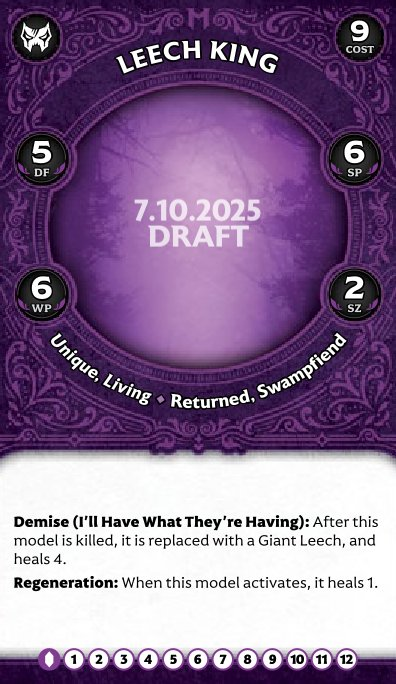 LEECH KING
9
COST
5
DF
6
SP
7.10.2025
DRAFT
6
WP
2
SZ
Unique, Living ◆ Returned, Swampfiend
Demise (I'll Have What They're Having): After this
model is killed, it is replaced with a Giant Leech, and
heals 4.
Regeneration: When this model activates, it heals 1.
1 2 3 4 5 6 7 8 9 10 11 12